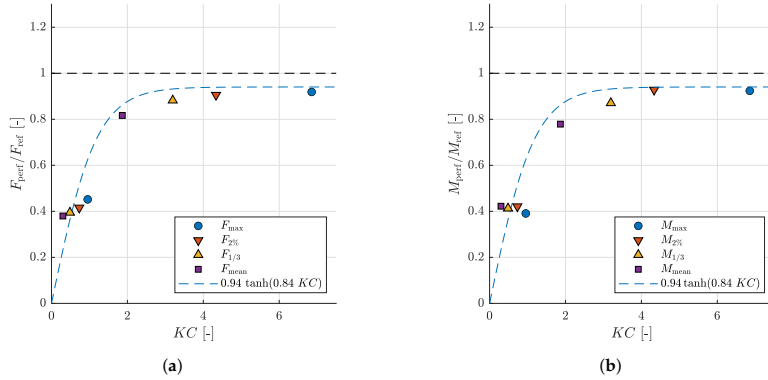 1.2
1
0.8
0.6
0.4
0.2
0
F_perf/F_ref [-]
0 2 4 6
KC [-]
F_max
F_2%
F_1/3
F_mean
0.94 tanh(0.84 KC)
(a)
1.2
1
0.8
0.6
0.4
0.2
0
M_perf/M_ref [-]
0 2 4 6
KC [-]
M_max
M_2%
M_1/3
M_mean
0.94 tanh(0.84 KC)
(b)